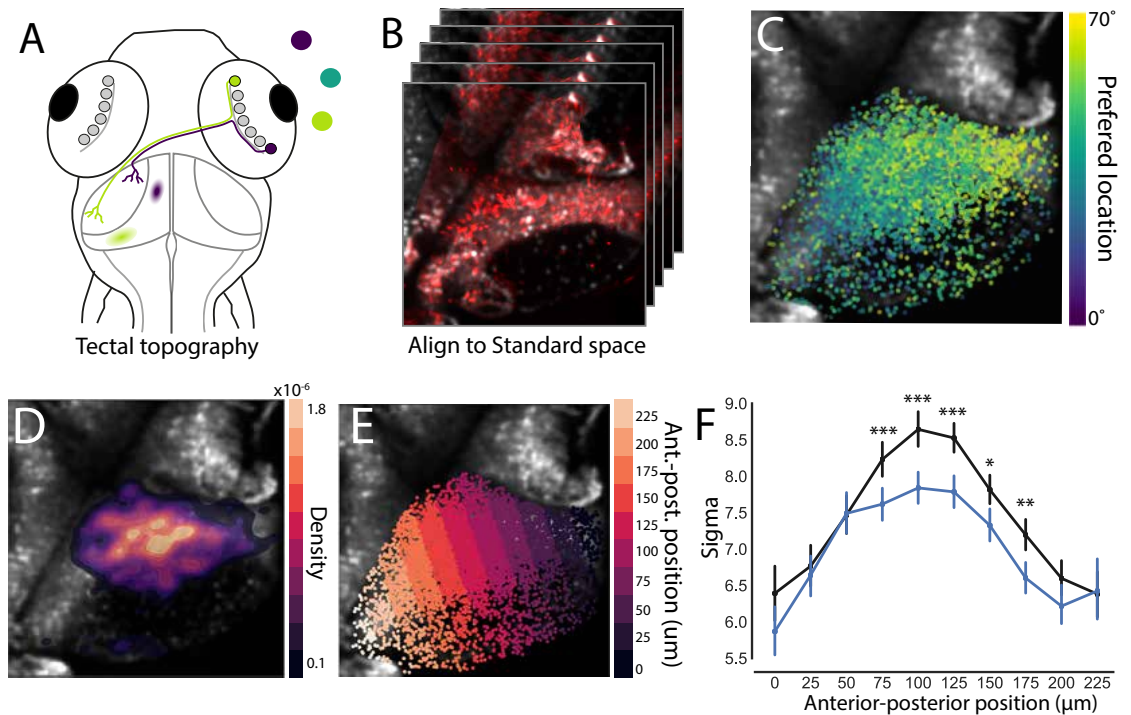 A
Tectal topography
B
Align to Standard space
C
70°
Preferred location
0°
D
x10-6
1.8
Density
0.1
E
225
200
175
150
125
100
75
50
25
0
Ant.-post. position (um)
F
9.0
8.5
8.0
7.5
7.0
6.5
6.0
5.5
Sigma
***
***
***
*
**
0 25 50 75 100 125 150 175 200 225
Anterior-posterior position (μm)